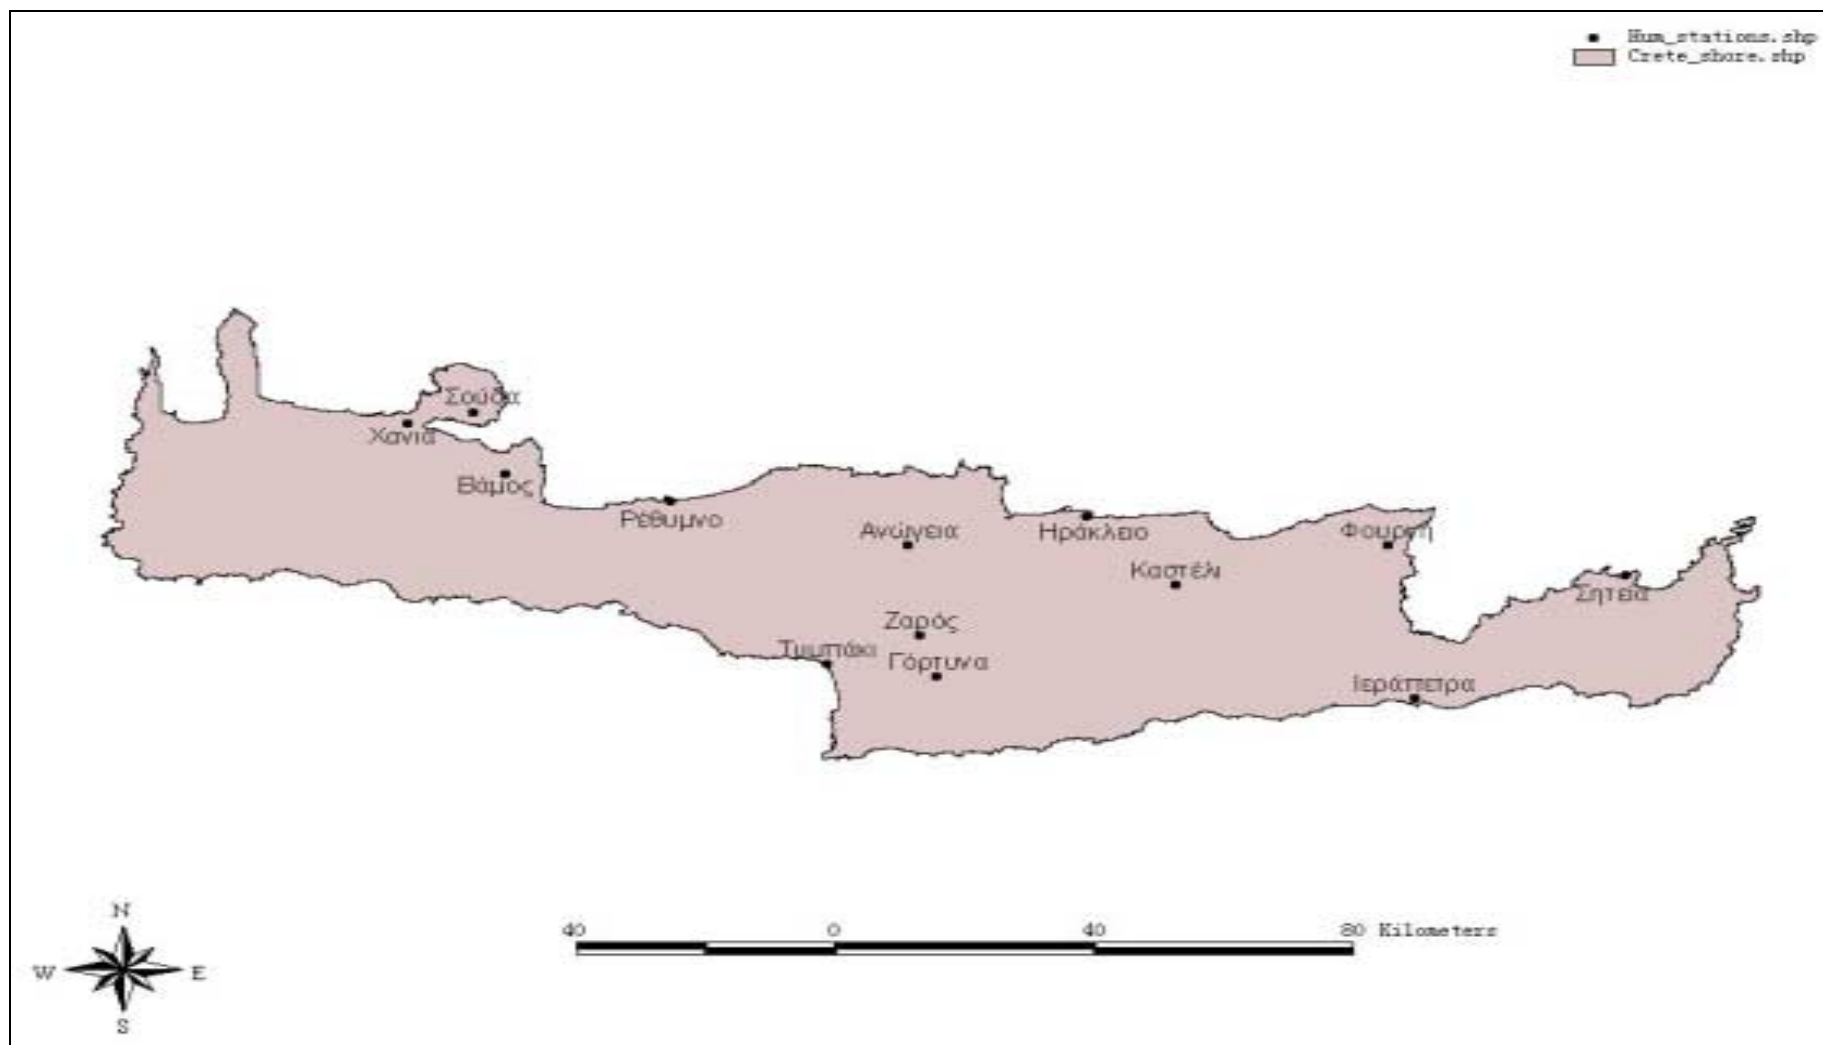 Hum_stations.shp
Crete_shore.shp
Σούδα
Χανιά
Βάμος
Ρέθυμνο
Ανώγεια
Ηράκλειο
Φουρνή
Καστέλι
Σητεία
Ζαρός
Τυμπάκι
Γόρτυνα
Ιεράπετρα
N
W E
S
40 0 40 80 Kilometers